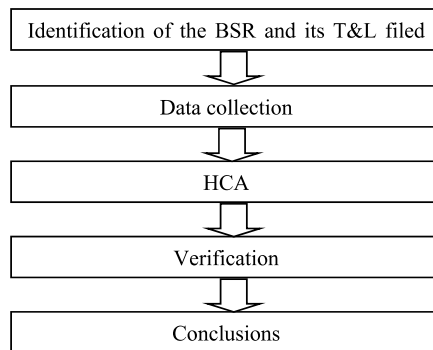 Identification of the BSR and its T&L filed
Data collection
HCA
Verification
Conclusions